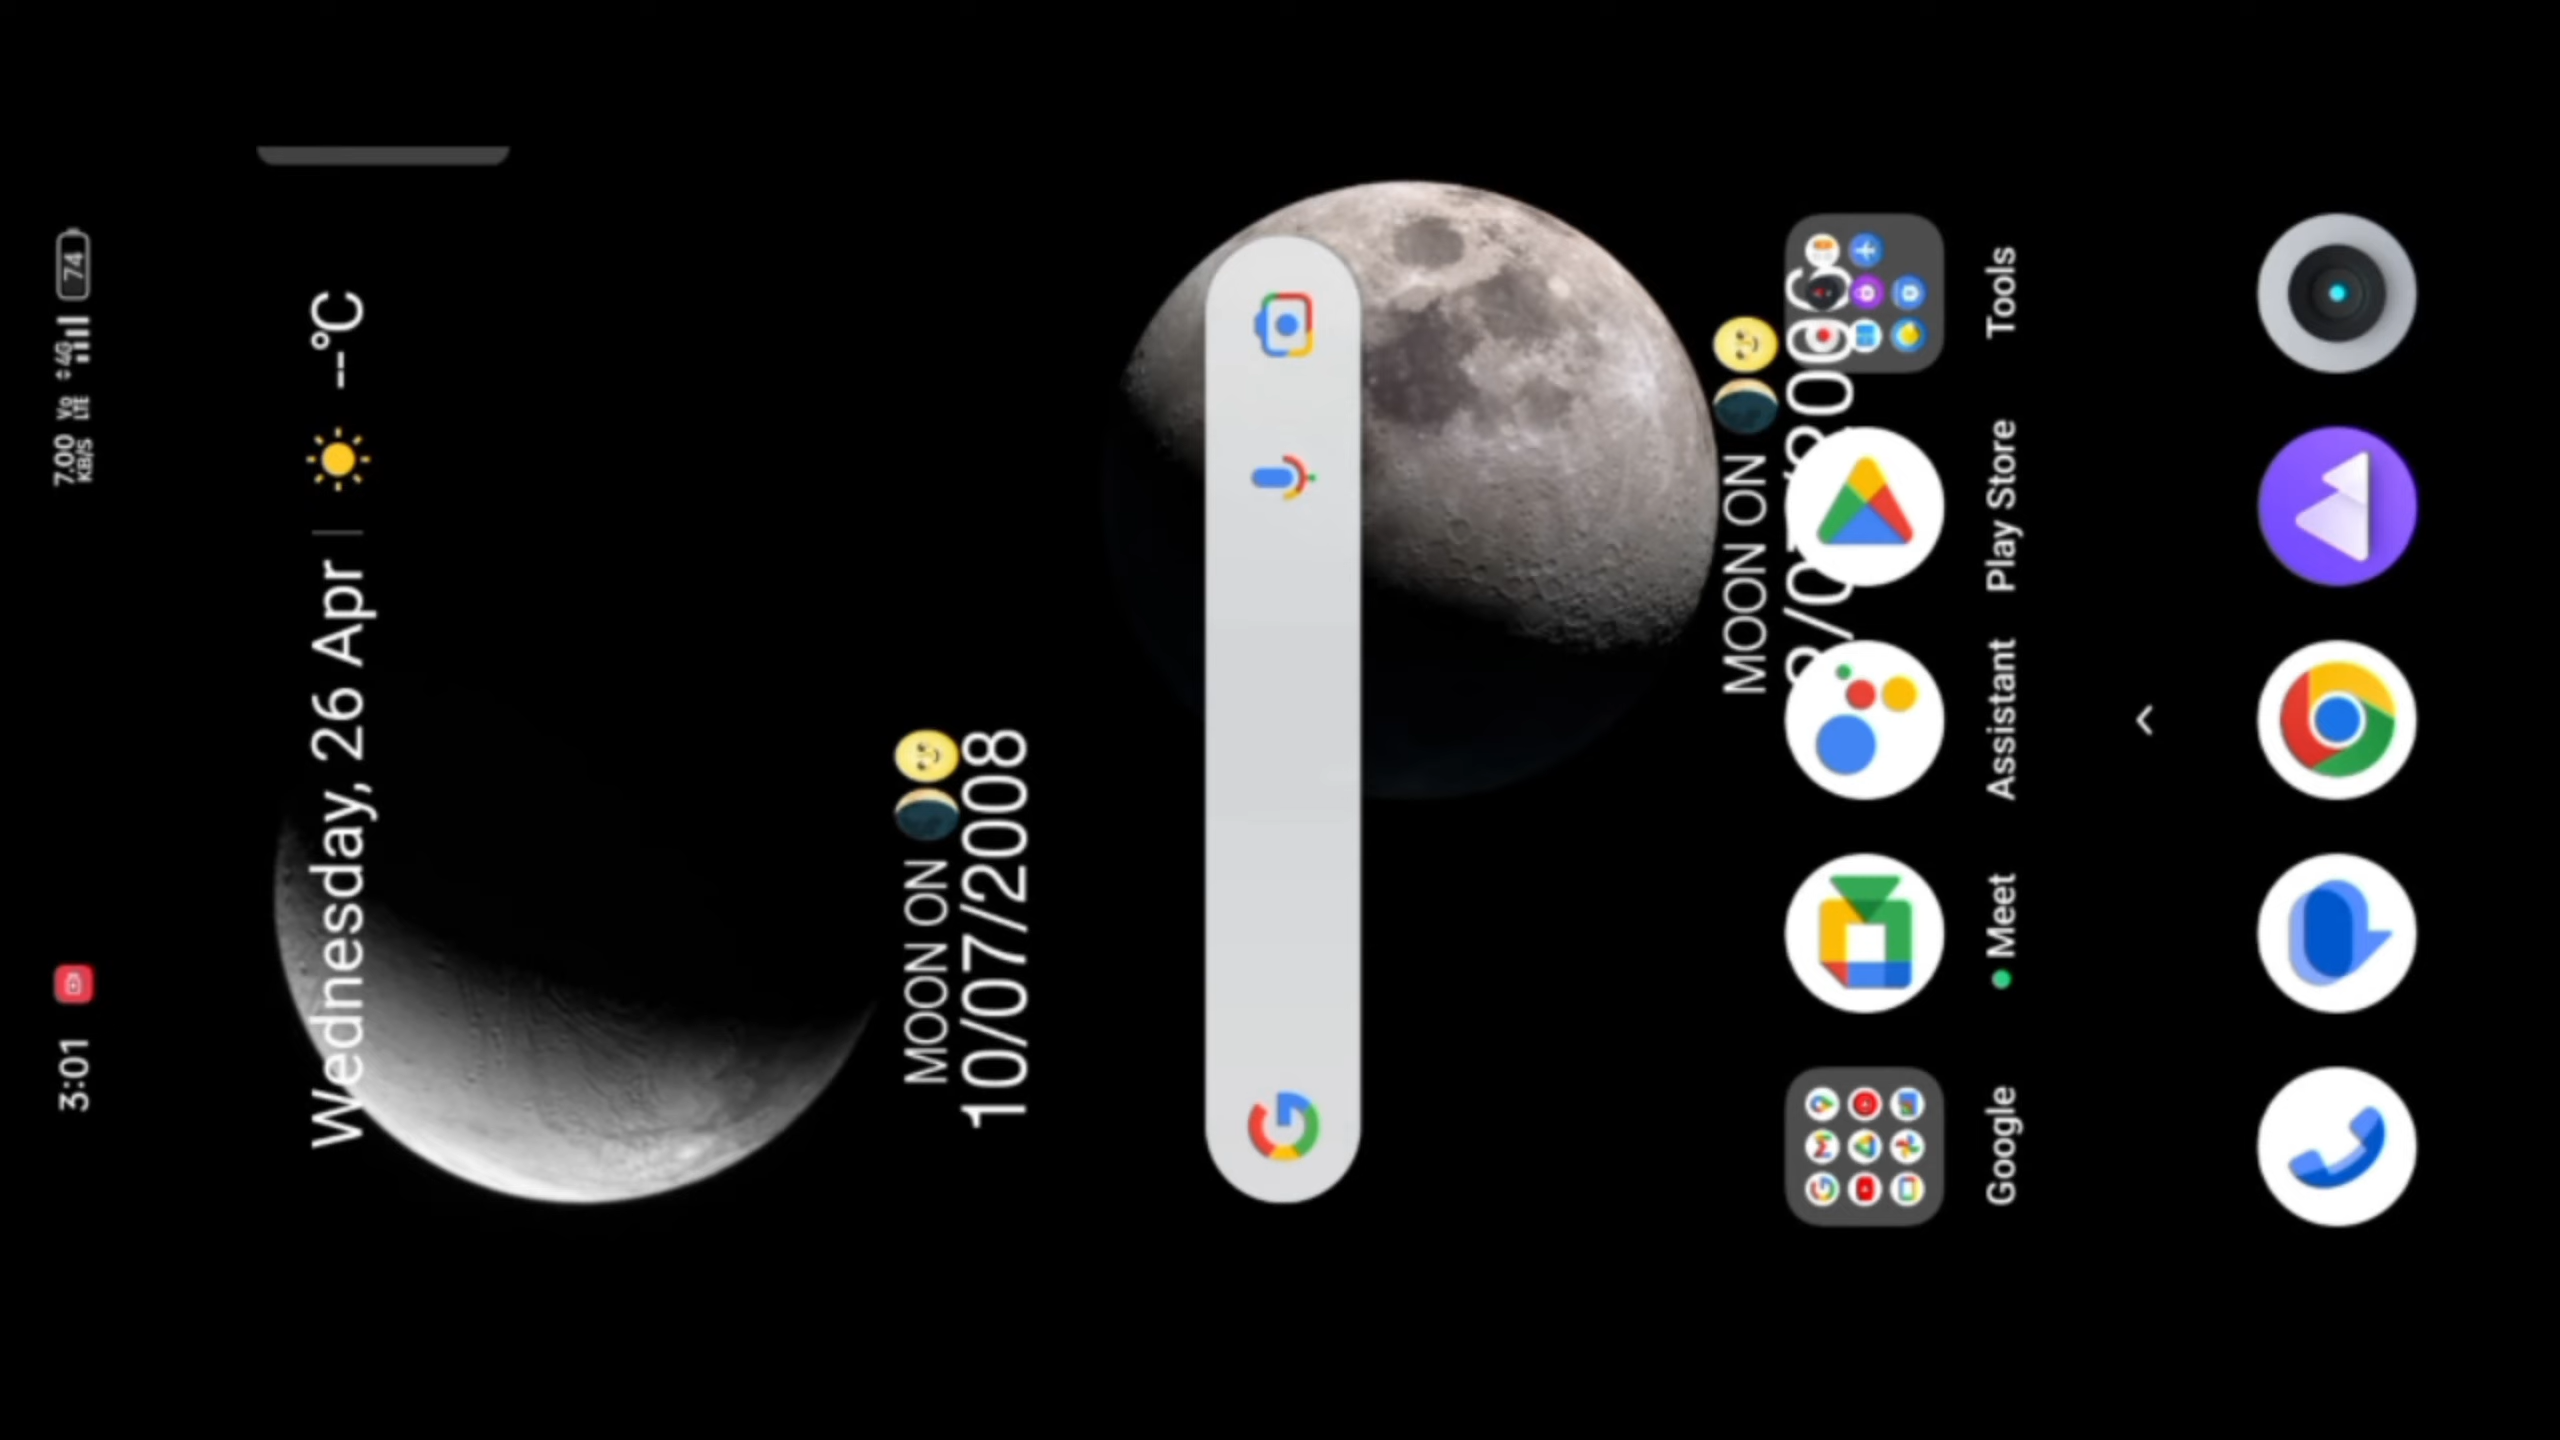 3:01
7.00 KB/S Vo LTE 4G 74
Wednesday, 26 Apr | --°C
MOON ON
10/07/2008
MOON ON
Google
Meet
Assistant
Play Store
Tools